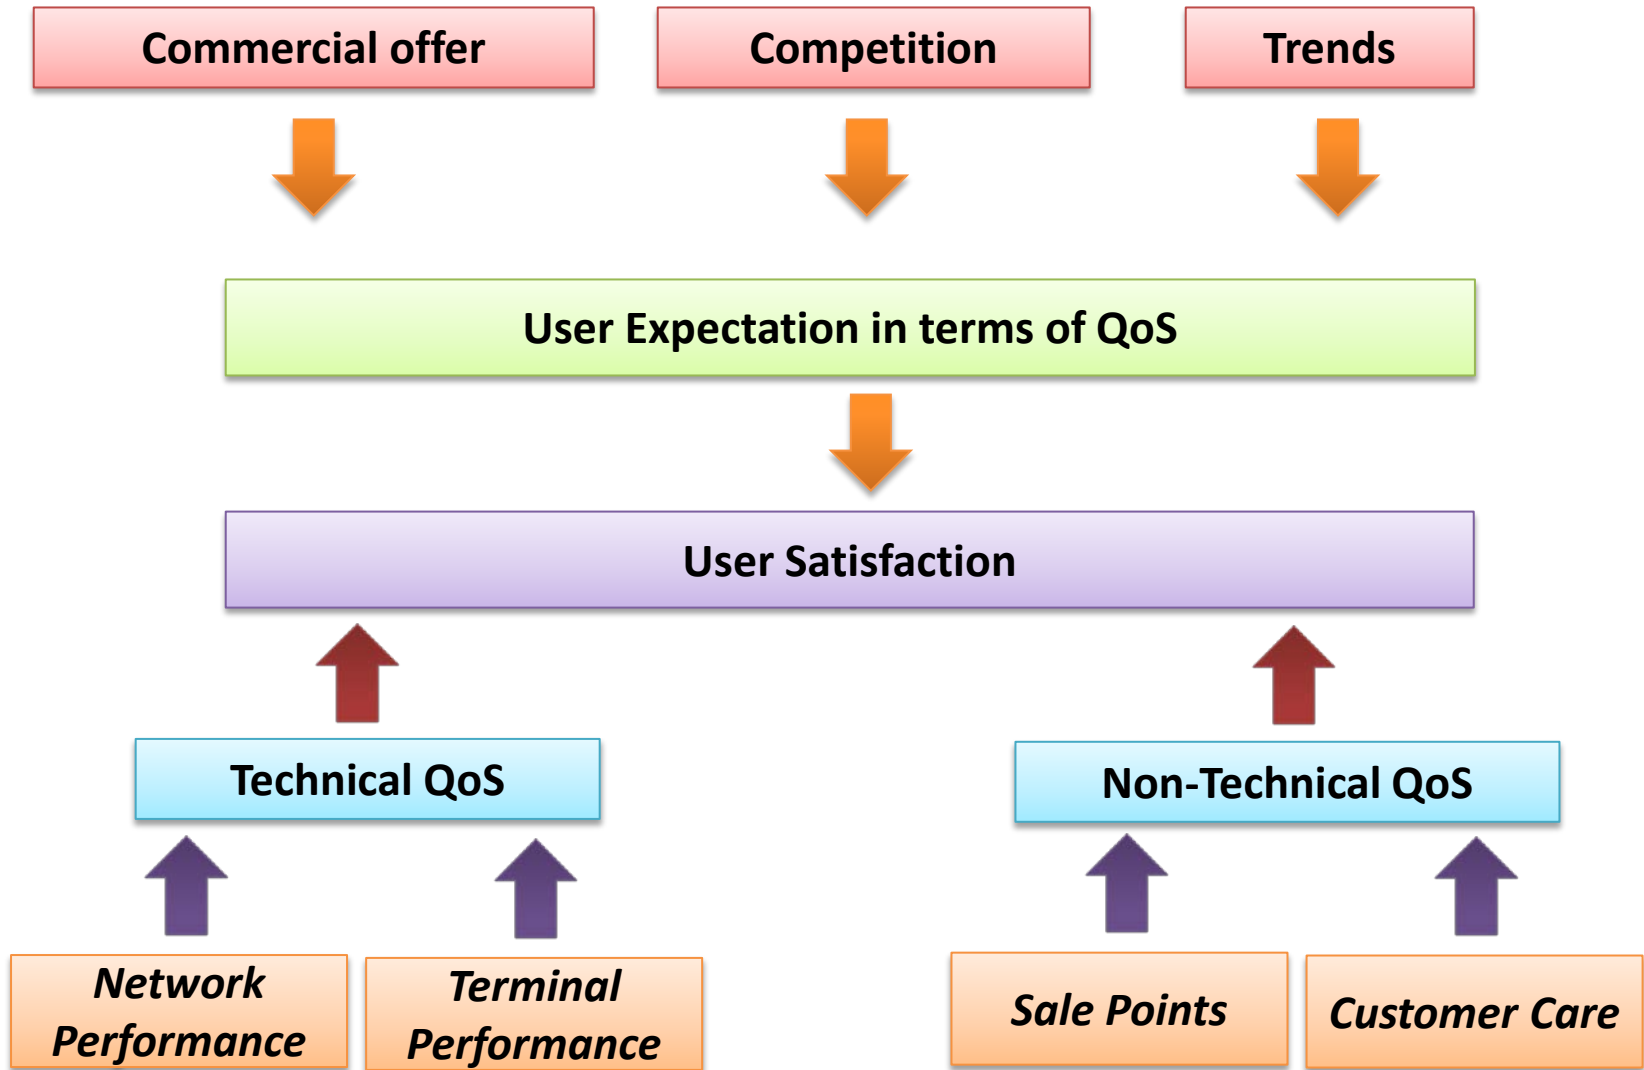 Commercial offer
Competition
Trends
User Expectation in terms of QoS
User Satisfaction
Technical QoS
Non-Technical QoS
Network
Performance
Terminal
Performance
Sale Points
Customer Care